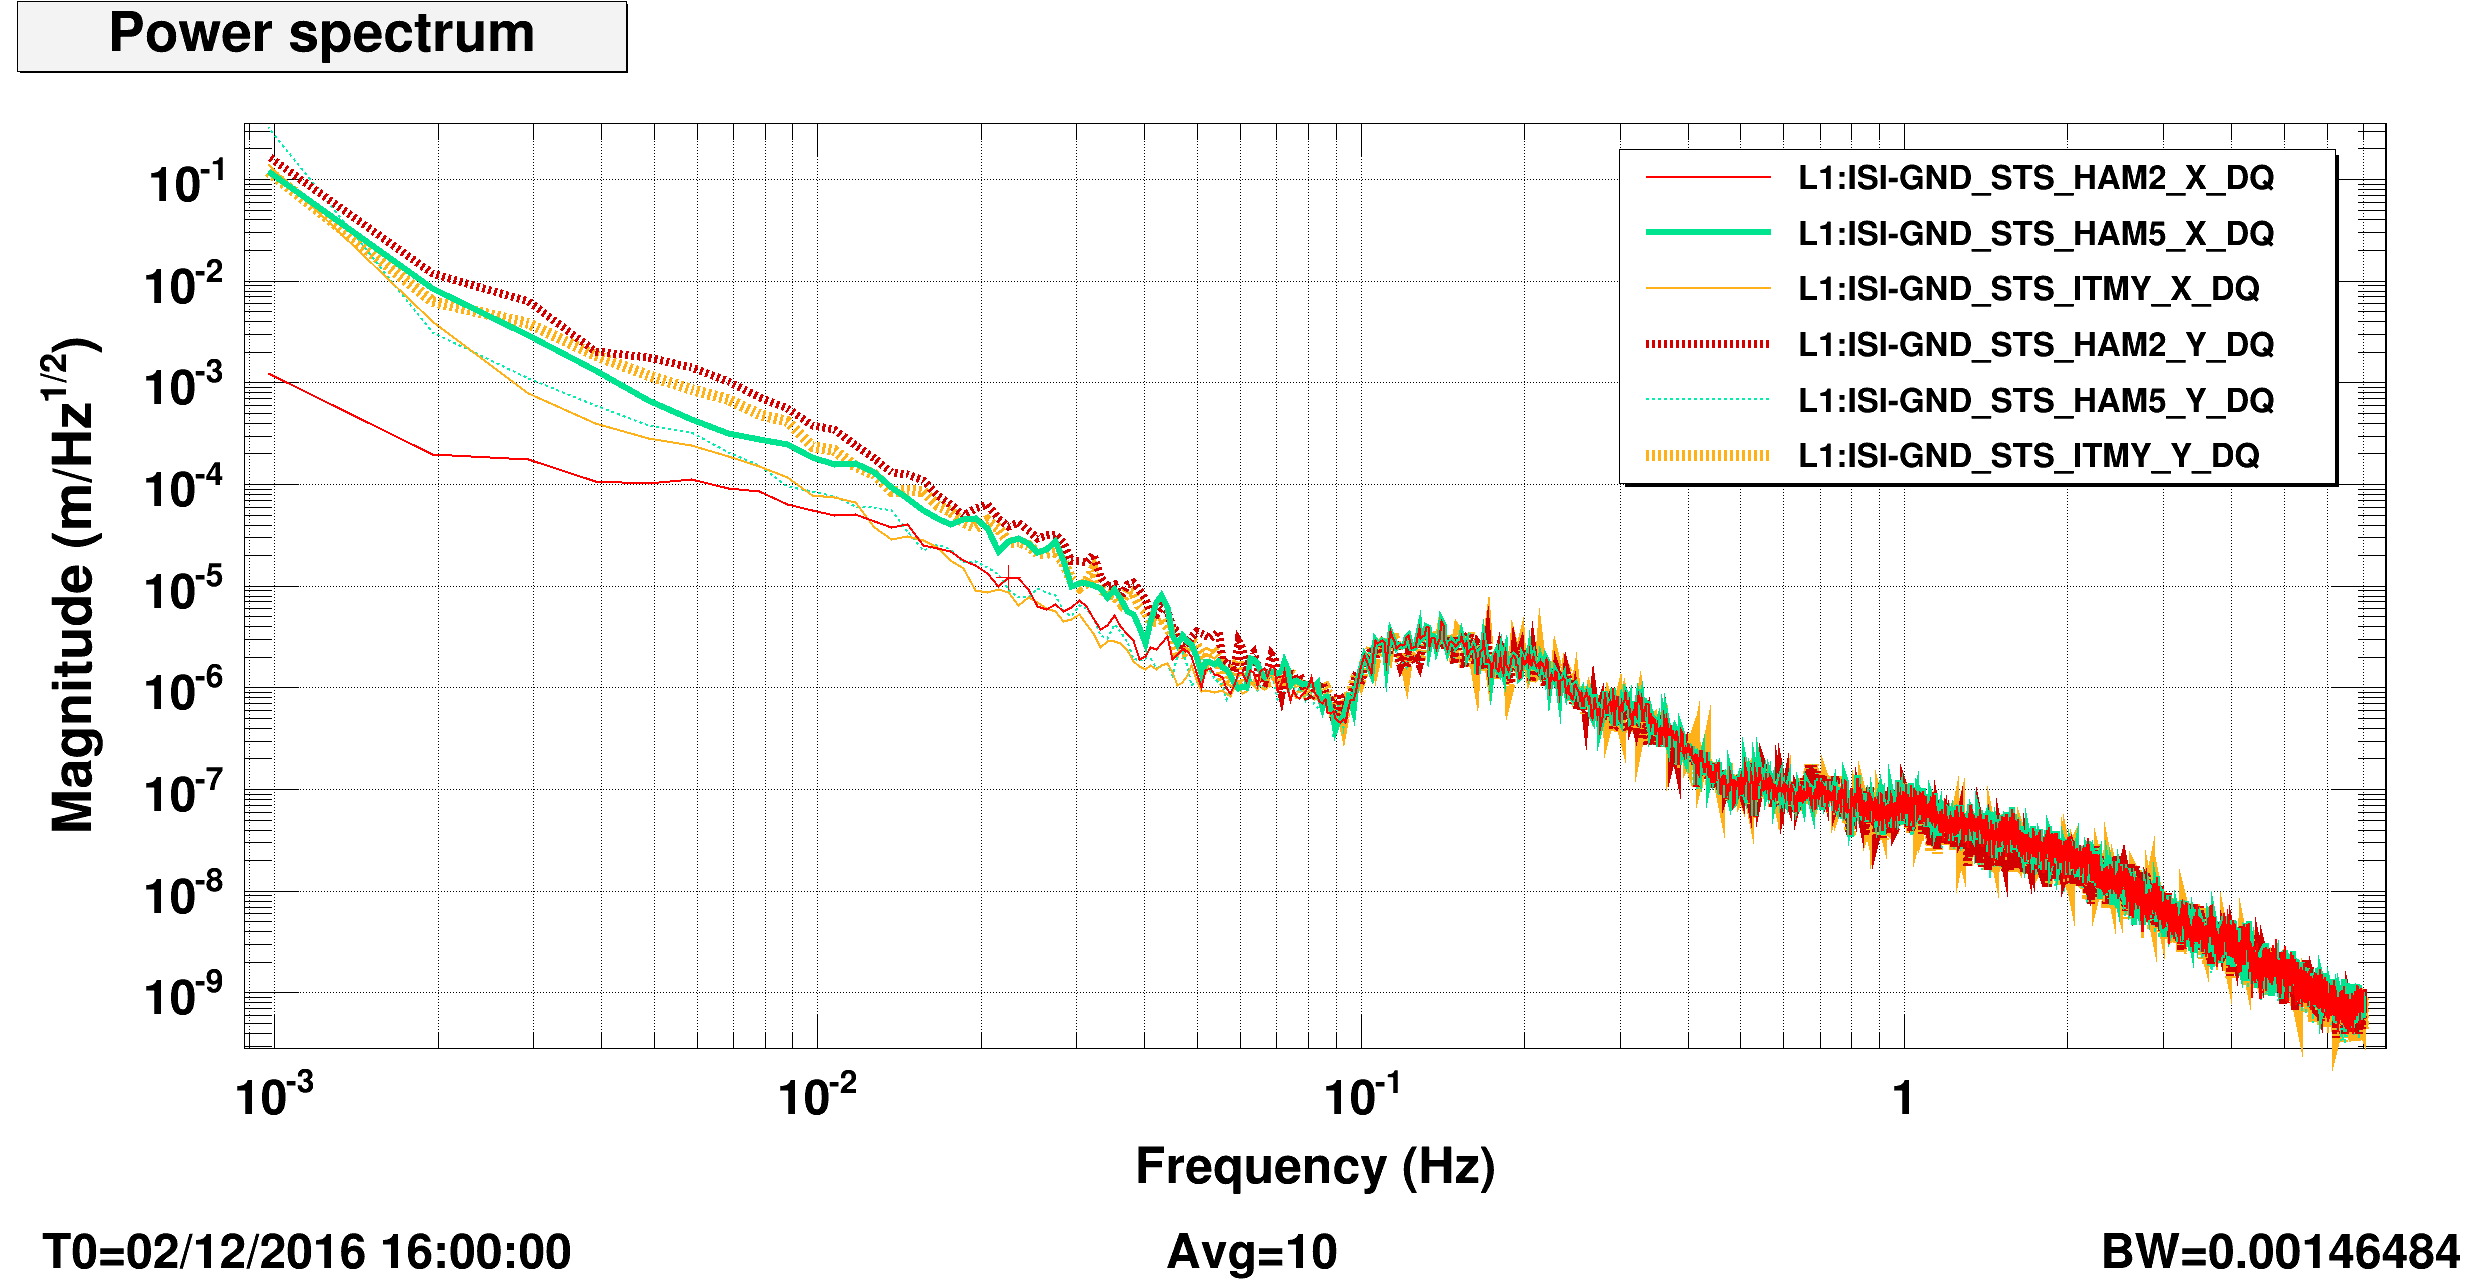 Power spectrum
L1:ISI-GND_STS_HAM2_X_DQ
L1:ISI-GND_STS_HAM5_X_DQ
L1:ISI-GND_STS_ITMY_X_DQ
L1:ISI-GND_STS_HAM2_Y_DQ
L1:ISI-GND_STS_HAM5_Y_DQ
L1:ISI-GND_STS_ITMY_Y_DQ
Magnitude (m/Hz^1/2)
10^-1
10^-2
10^-3
10^-4
10^-5
10^-6
10^-7
10^-8
10^-9
10^-3 10^-2 10^-1 1
Frequency (Hz)
T0=02/12/2016 16:00:00 Avg=10 BW=0.00146484